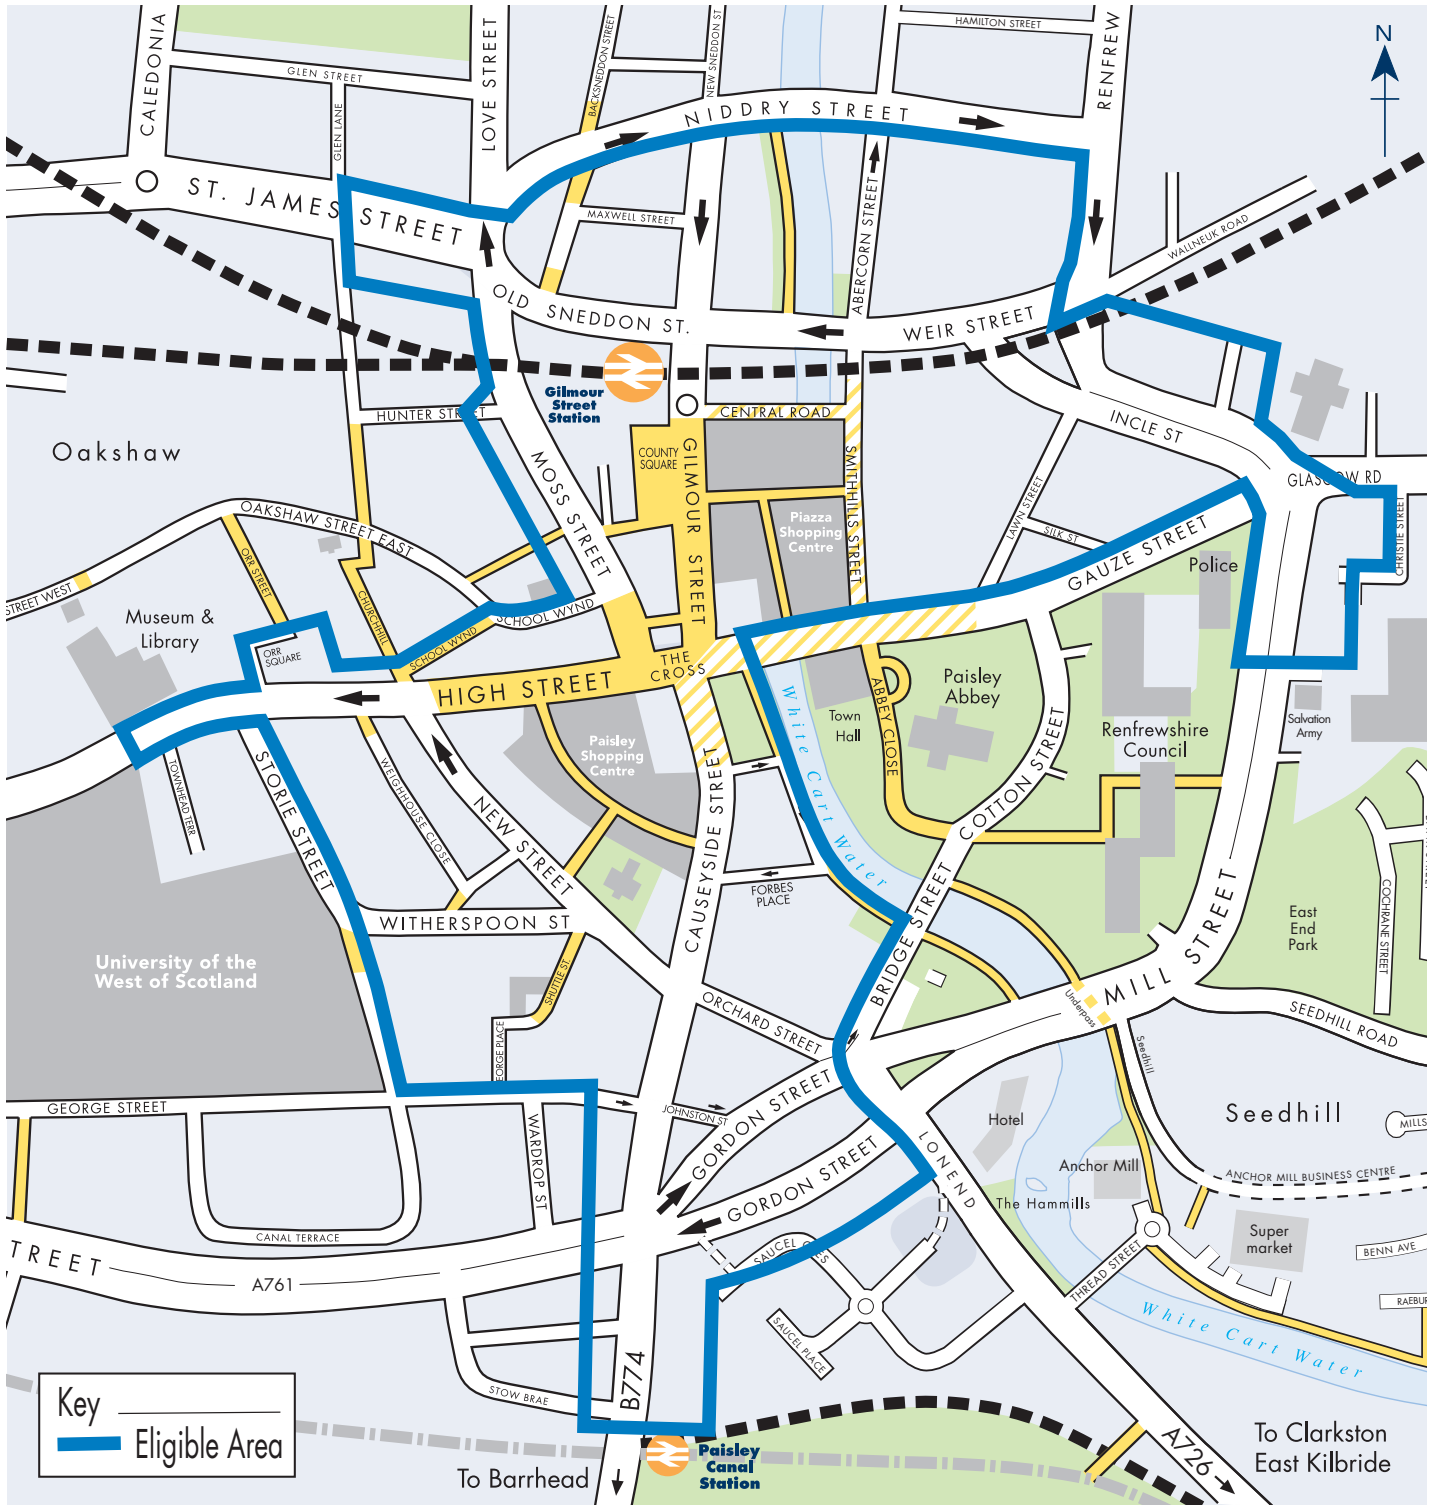 CALEDONIA
LOVE STREET
BACKSNEDDON STREET
NEW SNEDDON ST
HAMILTON STREET
RENFREW
N
GLEN STREET
GLEN LANE
NIDDRY STREET
ST. JAMES STREET
MAXWELL STREET
ABERCORN STREET
WALLNEUK ROAD
OLD SNEDDON ST.
WEIR STREET
Gilmour
Street
Station
HUNTER STREET
CENTRAL ROAD
INCLE ST
Oakshaw
COUNTY
SQUARE
GILMOUR STREET
MOSS STREET
SMITHHILLS STREET
GLASGOW RD
LAWN STREET
SILK ST
CHRISTIE STREET
OAKSHAW STREET EAST
Piazza
Shopping
Centre
GAUZE STREET
Police
ORR STREET
CHURCHHILL
STREET WEST
SCHOOL WYND
SCHOOL WYND
Museum &
Library
ORR
SQUARE
THE
CROSS
HIGH STREET
Paisley
Abbey
ABBEY CLOSE
Town
Hall
White Cart Water
Renfrewshire
Council
Salvation
Army
COTTON STREET
Paisley
Shopping
Centre
TOWNHEAD TERR
STORIE STREET
WEIGHHOUSE CLOSE
NEW STREET
CAUSEYSIDE STREET
FORBES
PLACE
BRIDGE STREET
WITHERSPOON ST
MILL STREET
COCHRANE STREET
East
End
Park
University of the
West of Scotland
SHUTTLE ST.
ORCHARD STREET
Underpass
SEEDHILL ROAD
Seedhill
GEORGE PLACE
GEORGE STREET
WARDROP ST
JOHNSTON ST
GORDON STREET
GORDON STREET
LONEND
Hotel
Seedhill
MILLS
Anchor Mill
ANCHOR MILL BUSINESS CENTRE
The Hammills
CANAL TERRACE
TREET
A761
SAUCEL CRES
SAUCEL PLACE
THREAD STREET
Super
market
BENN AVE
RAEBUR
White Cart Water
STOW BRAE
B774
Key
Eligible Area
To Barrhead
Paisley
Canal
Station
A726
To Clarkston
East Kilbride